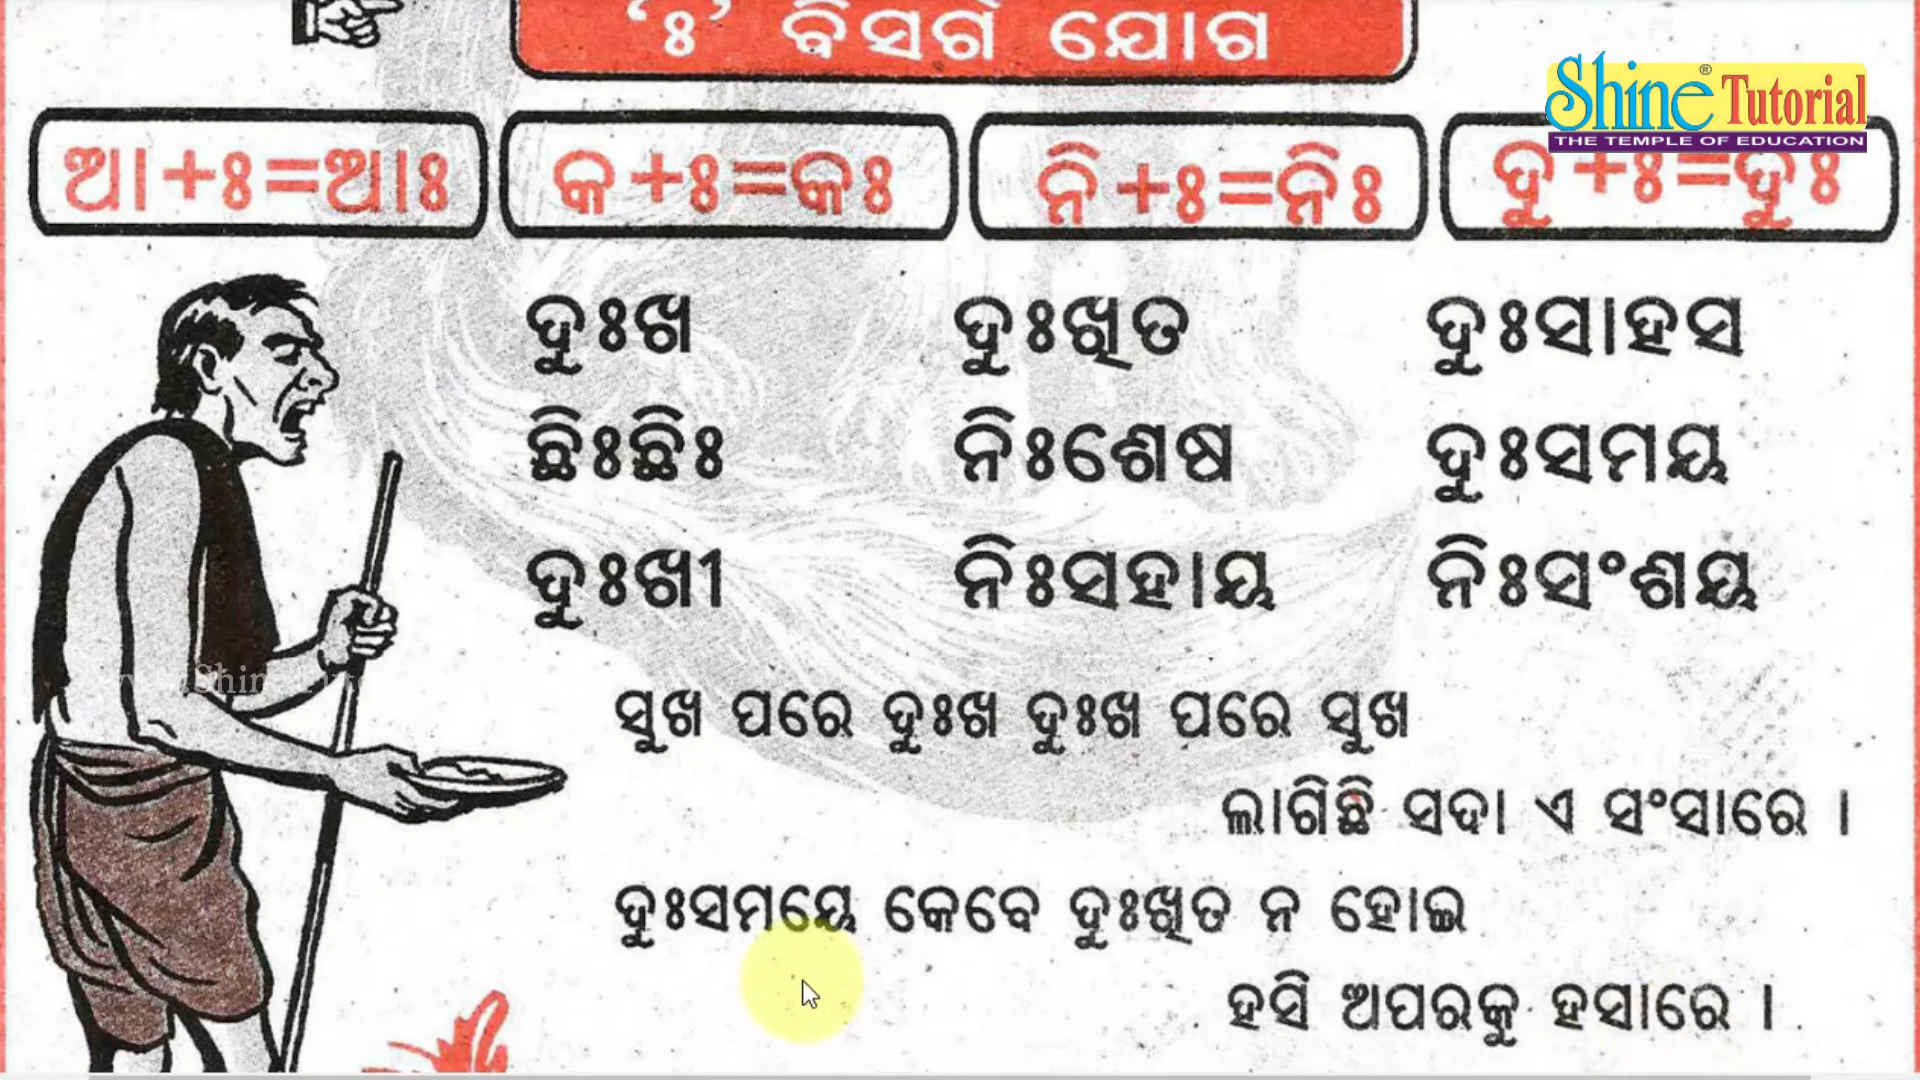 ‘ଃ’ ବିସର୍ଗ ଯୋଗ
Shine® Tutorial
THE TEMPLE OF EDUCATION
ଆ+ଃ=ଆଃ କ+ଃ=କଃ ନି+ଃ=ନିଃ ଦୁ+ଃ=ଦୁଃ
ଦୁଃଖ ଦୁଃଖିତ ଦୁଃସାହସ
ଛିଃଛିଃ ନିଃଶେଷ ଦୁଃସମୟ
ଦୁଃଖୀ ନିଃସହାୟ ନିଃସଂଶୟ
ସୁଖ ପରେ ଦୁଃଖ ଦୁଃଖ ପରେ ସୁଖ
ଲାଗିଛି ସଦା ଏ ସଂସାରେ ।
ଦୁଃସମୟେ କେବେ ଦୁଃଖିତ ନ ହୋଇ
ହସି ଅପରକୁ ହସାରେ ।